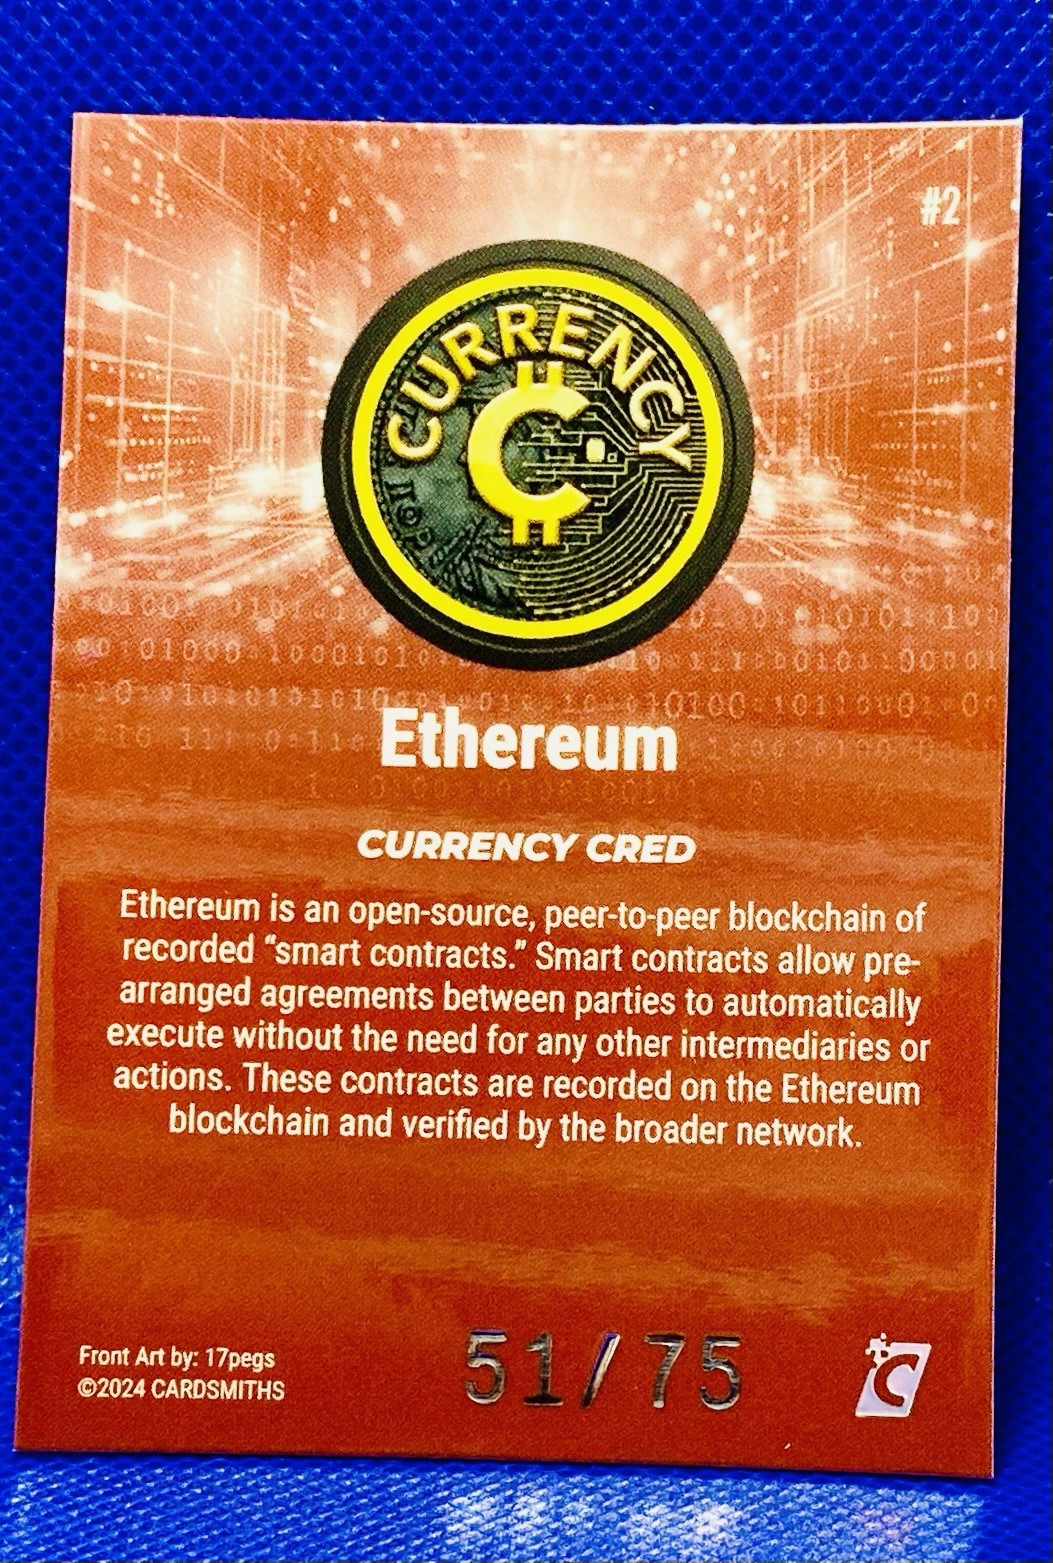 #2
CURRENCY
Ethereum
CURRENCY CRED
Ethereum is an open-source, peer-to-peer blockchain of
recorded “smart contracts.” Smart contracts allow pre-
arranged agreements between parties to automatically
execute without the need for any other intermediaries or
actions. These contracts are recorded on the Ethereum
blockchain and verified by the broader network.
Front Art by: 17pegs
©2024 CARDSMITHS
51/75
C